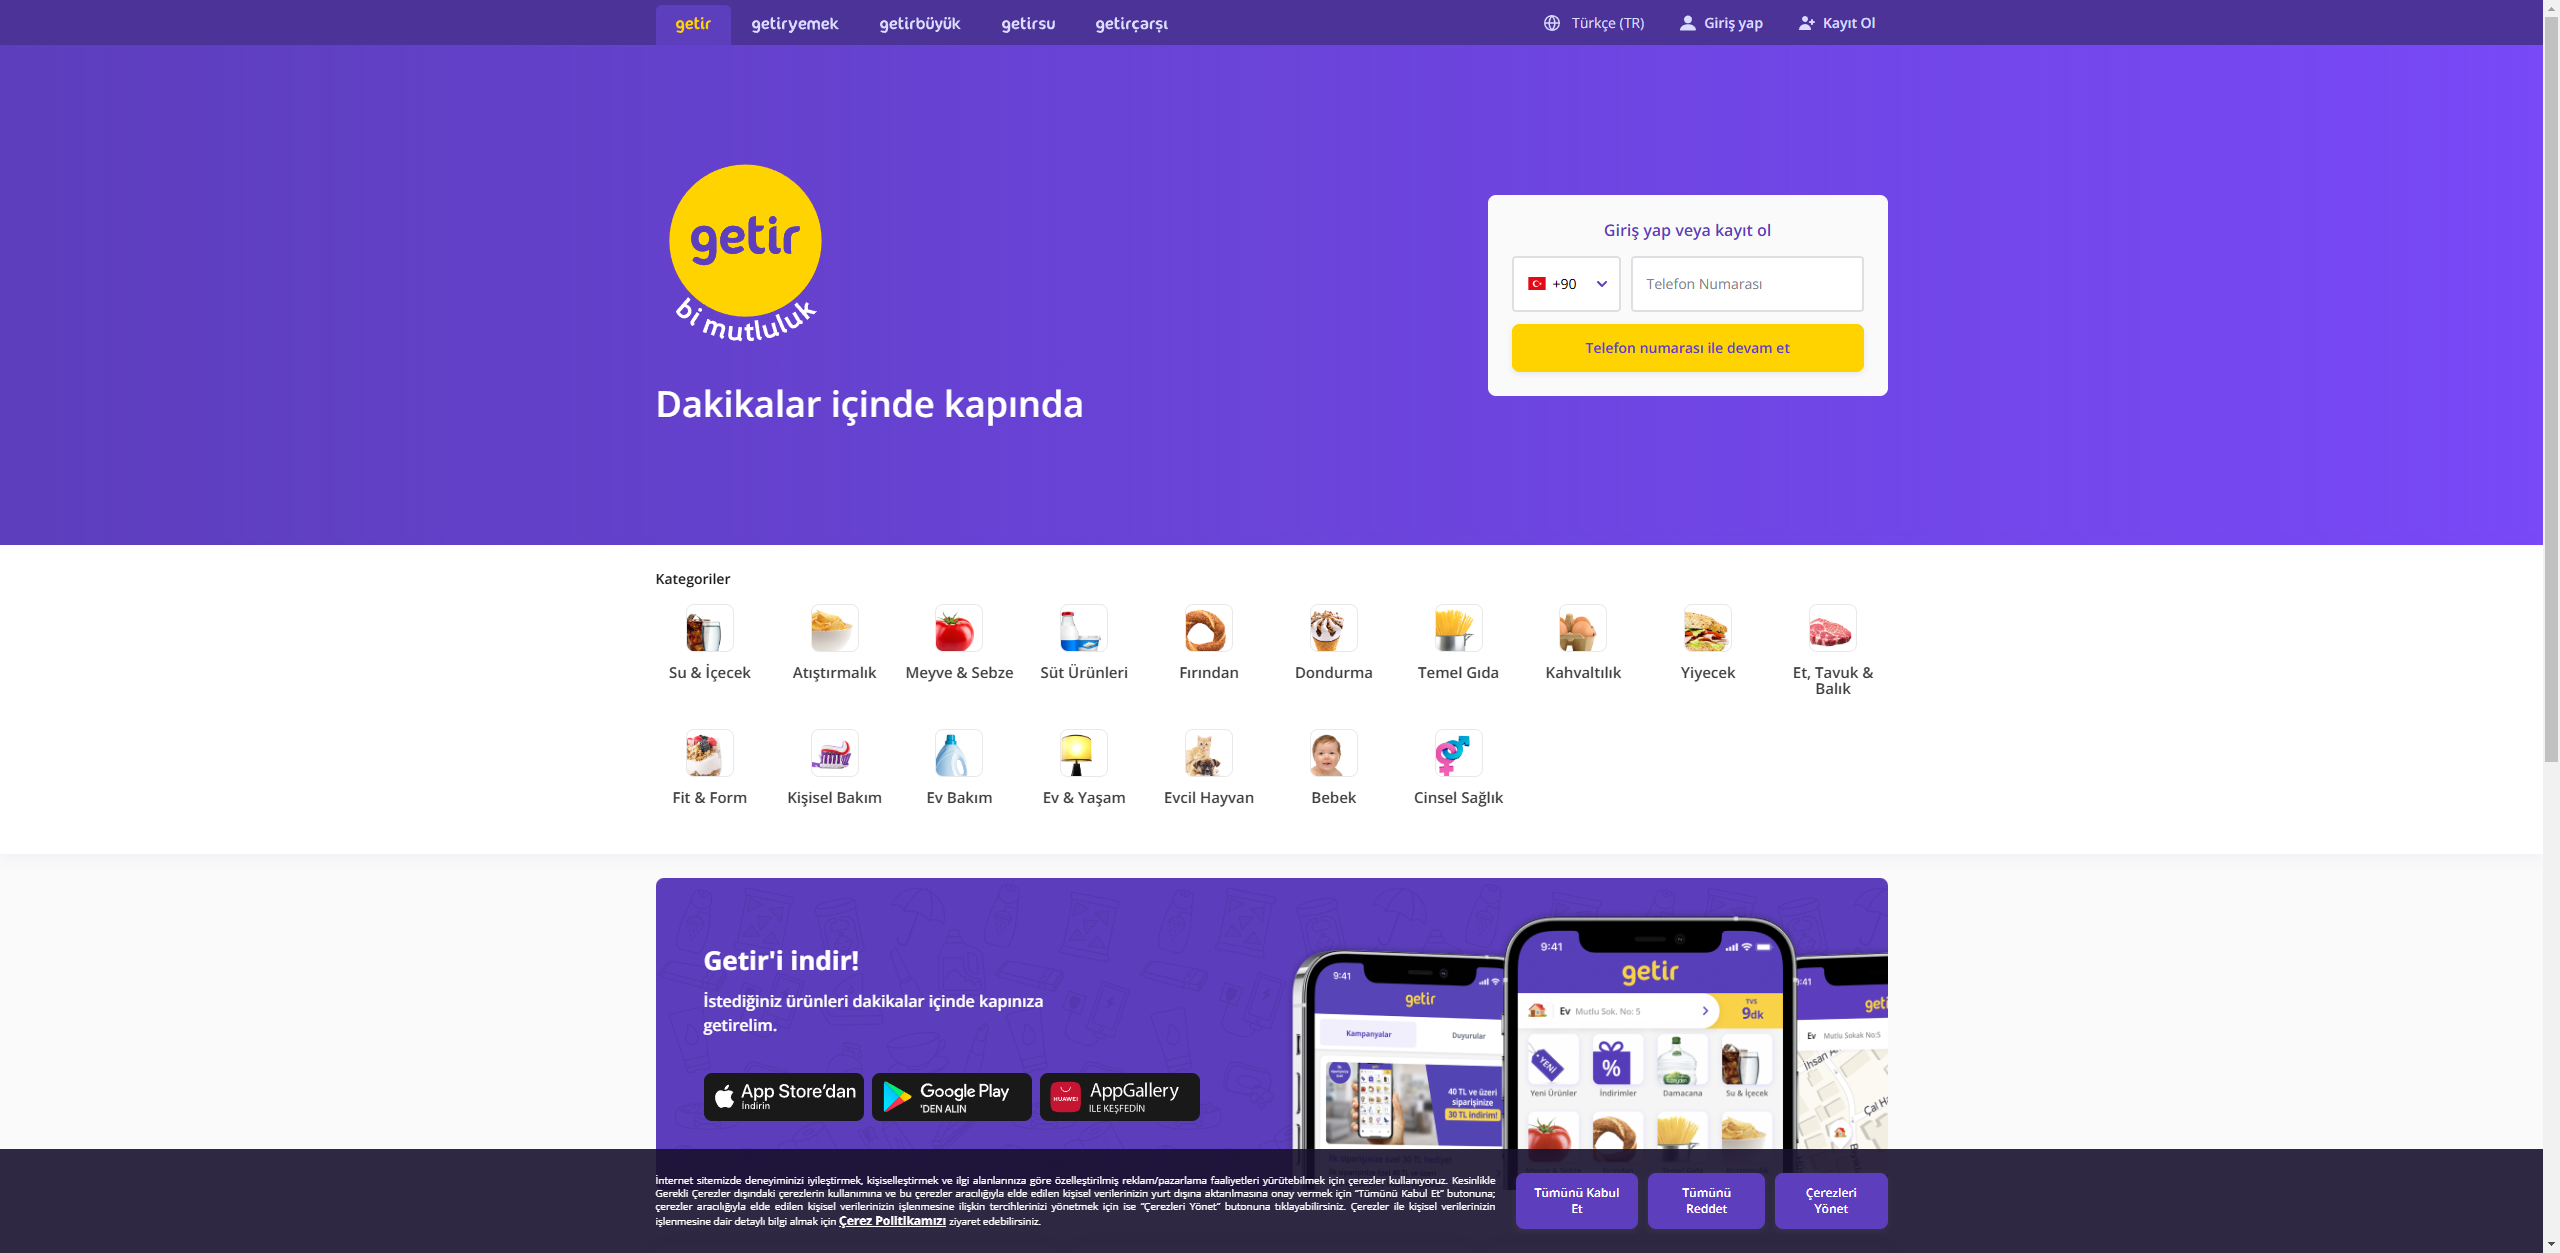 getir
getiryemek
getirbüyük
getirsu
getirçarşı
Türkçe (TR)
Giriş yap
Kayıt Ol
getir
bi mutluluk
Dakikalar içinde kapında
Giriş yap veya kayıt ol
+90
Telefon Numarası
Telefon numarası ile devam et
Kategoriler
Su & İçecek
Atıştırmalık
Meyve & Sebze
Süt Ürünleri
Fırından
Dondurma
Temel Gıda
Kahvaltılık
Yiyecek
Et, Tavuk &
Balık
Fit & Form
Kişisel Bakım
Ev Bakım
Ev & Yaşam
Evcil Hayvan
Bebek
Cinsel Sağlık
Getir'i indir!
İstediğiniz ürünleri dakikalar içinde kapınıza
getirelim.
App Store'dan
İndirin
Google Play
'DEN ALIN
HUAWEI
AppGallery
ILE KEŞFEDİN
9:41
getir
Kampanyalar
Duyurular
40 TL ve üzeri
siparişinize
30 TL indirim!
9:41
getir
Ev Mutlu Sok. No: 5
TVS
9dk
YENİ
%
Yeni Ürünler
İndirimler
Damacana
Su & İçecek
9:41
geti
Ev Mutlu Sokak No:5
İhsan
Çal Ha
İnternet sitemizde deneyiminizi iyileştirmek, kişiselleştirmek ve ilgi alanlarınıza göre özelleştirilmiş reklam/pazarlama faaliyetleri yürütebilmek için çerezler kullanıyoruz. Kesinlikle
Gerekli Çerezler dışındaki çerezlerin kullanımına ve bu çerezler aracılığıyla elde edilen kişisel verilerinizin yurt dışına aktarılmasına onay vermek için "Tümünü Kabul Et" butonuna;
çerezler aracılığıyla elde edilen kişisel verilerinizin işlenmesine ilişkin tercihlerinizi yönetmek için ise "Çerezleri Yönet" butonuna tıklayabilirsiniz. Çerezler ile kişisel verilerinizin
işlenmesine dair detaylı bilgi almak için Çerez Politikamızı ziyaret edebilirsiniz.
Tümünü Kabul
Et
Tümünü
Reddet
Çerezleri
Yönet